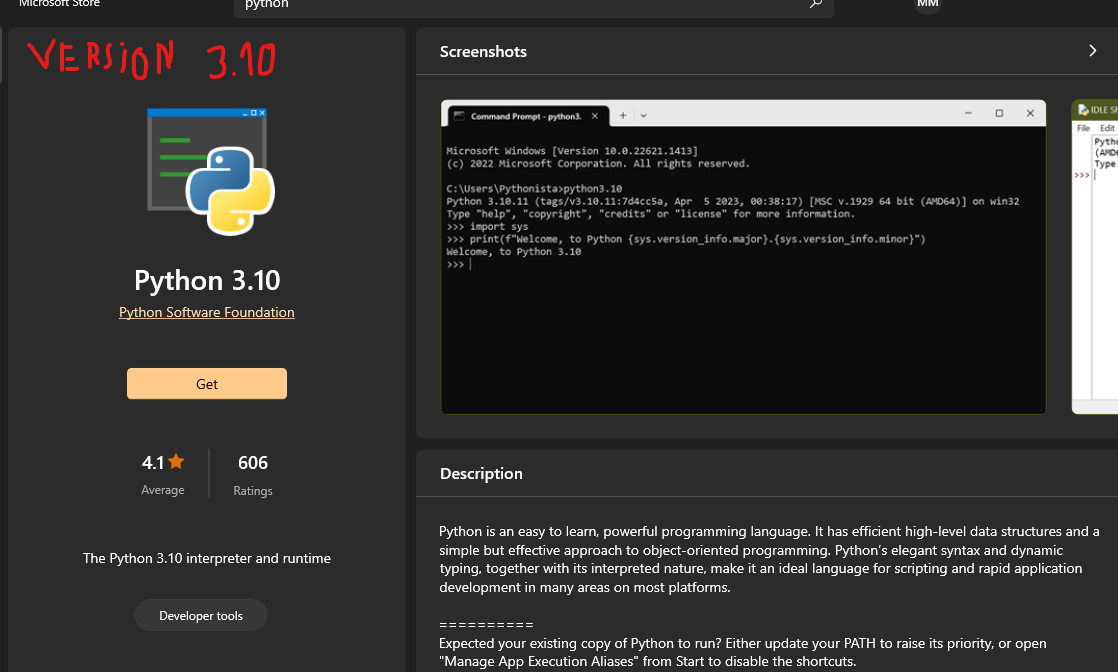 Microsoft Store
python
MM
VERSION 3.10
Python 3.10
Python Software Foundation
Get
4.1
Average
606
Ratings
The Python 3.10 interpreter and runtime
Developer tools
Screenshots
Command Prompt - python3.
Microsoft Windows [Version 10.0.22621.1413]
(c) 2022 Microsoft Corporation. All rights reserved.
C:\Users\Pythonista>python3.10
Python 3.10.11 (tags/v3.10.11:7d4cc5a, Apr  5 2023, 00:38:17) [MSC v.1929 64 bit (AMD64)] on win32
Type "help", "copyright", "credits" or "license" for more information.
>>> import sys
>>> print(f"Welcome, to Python {sys.version_info.major}.{sys.version_info.minor}")
Welcome, to Python 3.10
>>>
IDLE
File Edit
(AMD
Type
>>>
Description
Python is an easy to learn, powerful programming language. It has efficient high-level data structures and a
simple but effective approach to object-oriented programming. Python's elegant syntax and dynamic
typing, together with its interpreted nature, make it an ideal language for scripting and rapid application
development in many areas on most platforms.
==========
Expected your existing copy of Python to run? Either update your PATH to raise its priority, or open
"Manage App Execution Aliases" from Start to disable the shortcuts.